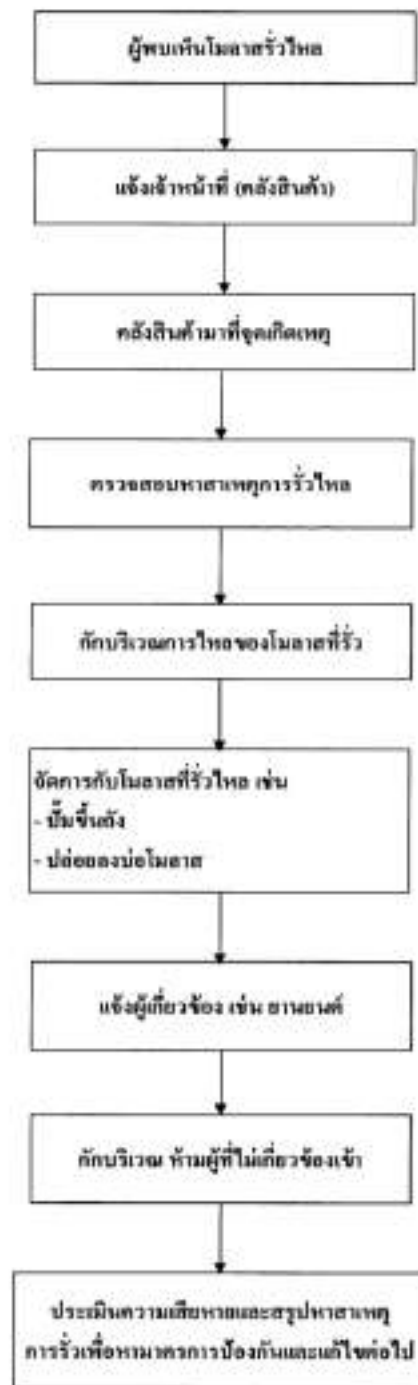 ผู้พบเห็นโมลาสรั่วไหล
แจ้งเจ้าหน้าที่ (คลังสินค้า)
คลังสินค้ามาที่จุดเกิดเหตุ
ตรวจสอบหาสาเหตุการรั่วไหล
กักบริเวณการไหลของโมลาสที่รั่ว
จัดการกับโมลาสที่รั่วไหล เช่น
- ปั๊มขึ้นถัง
- ปล่อยลงบ่อโมลาส
แจ้งผู้เกี่ยวข้อง เช่น ยานยนต์
กักบริเวณ ห้ามผู้ที่ไม่เกี่ยวข้องเข้า
ประเมินความเสียหายและสรุปหาสาเหตุ
การรั่วเพื่อหามาตรการป้องกันและแก้ไขต่อไป